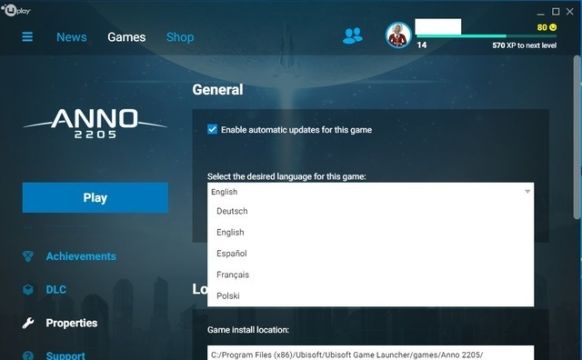 uplay
News Games Shop
80
14 570 XP to next level
General
ANNO
2205
Enable automatic updates for this game
Select the desired language for this game:
English
Play
Deutsch
English
Español
Achievements
Français
DLC
Polski
Properties
Game install location:
Support
C:/Program Files (x86)/Ubisoft/Ubisoft Game Launcher/games/Anno 2205/